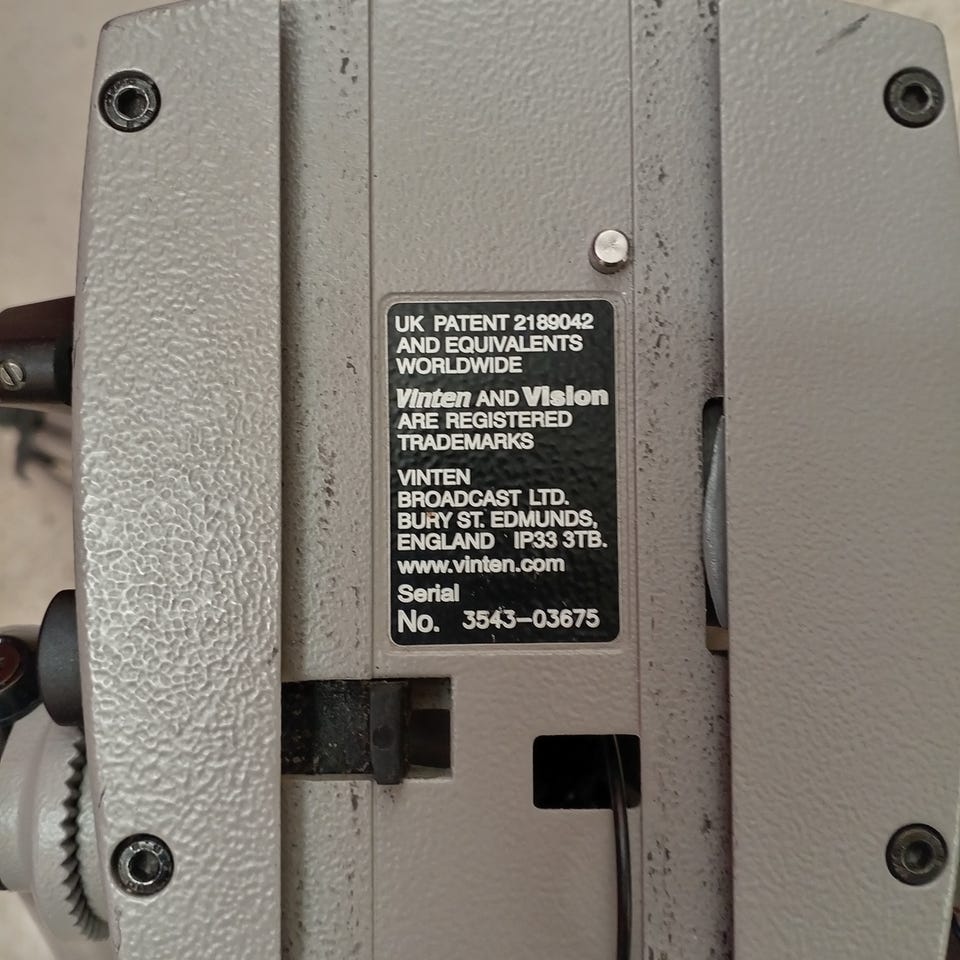 UK PATENT 2189042
AND EQUIVALENTS
WORLDWIDE
Vinten AND Vision
ARE REGISTERED
TRADEMARKS
VINTEN
BROADCAST LTD.
BURY ST. EDMUNDS,
ENGLAND IP33 3TB.
www.vinten.com
Serial
No. 3543-03675